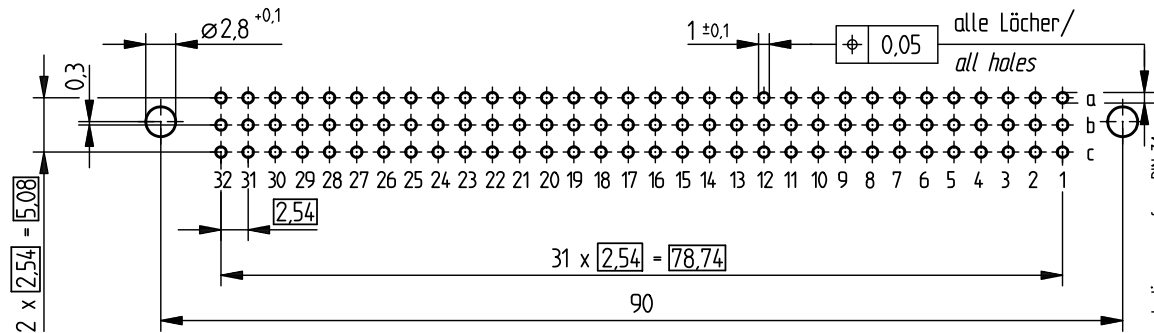 ⌀2,8 +0,1
1 ±0,1
⌖ 0,05
alle Löcher/
all holes
0,3
a
b
c
32 31 30 29 28 27 26 25 24 23 22 21 20 19 18 17 16 15 14 13 12 11 10 9 8 7 6 5 4 3 2 1
2,54
2 x 2,54 = 5,08
31 x 2,54 = 78,74
90